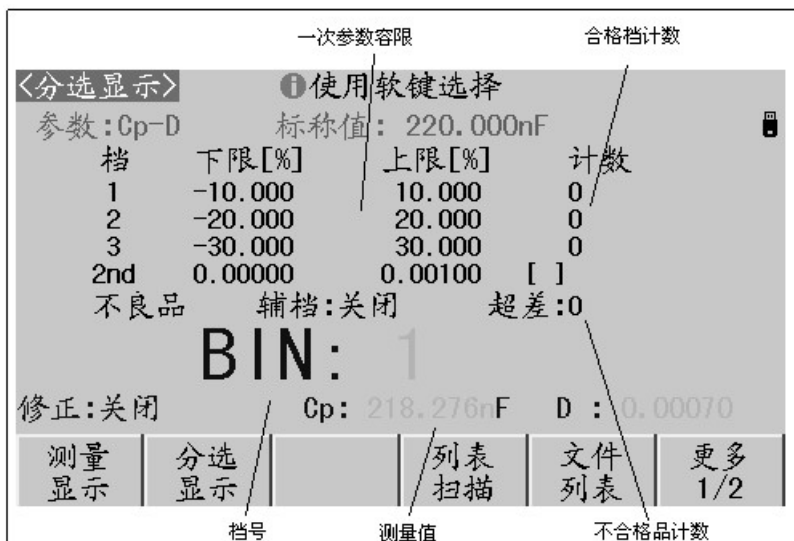 一次参数容限 合格档计数
<分选显示> 使用软键选择
参数:Cp-D 标称值: 220.000nF
档 下限[%] 上限[%] 计数
1 -10.000 10.000 0
2 -20.000 20.000 0
3 -30.000 30.000 0
2nd 0.00000 0.00100 [ ]
不良品 辅档:关闭 超差:0
BIN: 1
修正:关闭 Cp: 218.276nF D : 0.00070
测量 分选 列表 文件 更多
显示 显示 扫描 列表 1/2
档号 测量值 不合格品计数